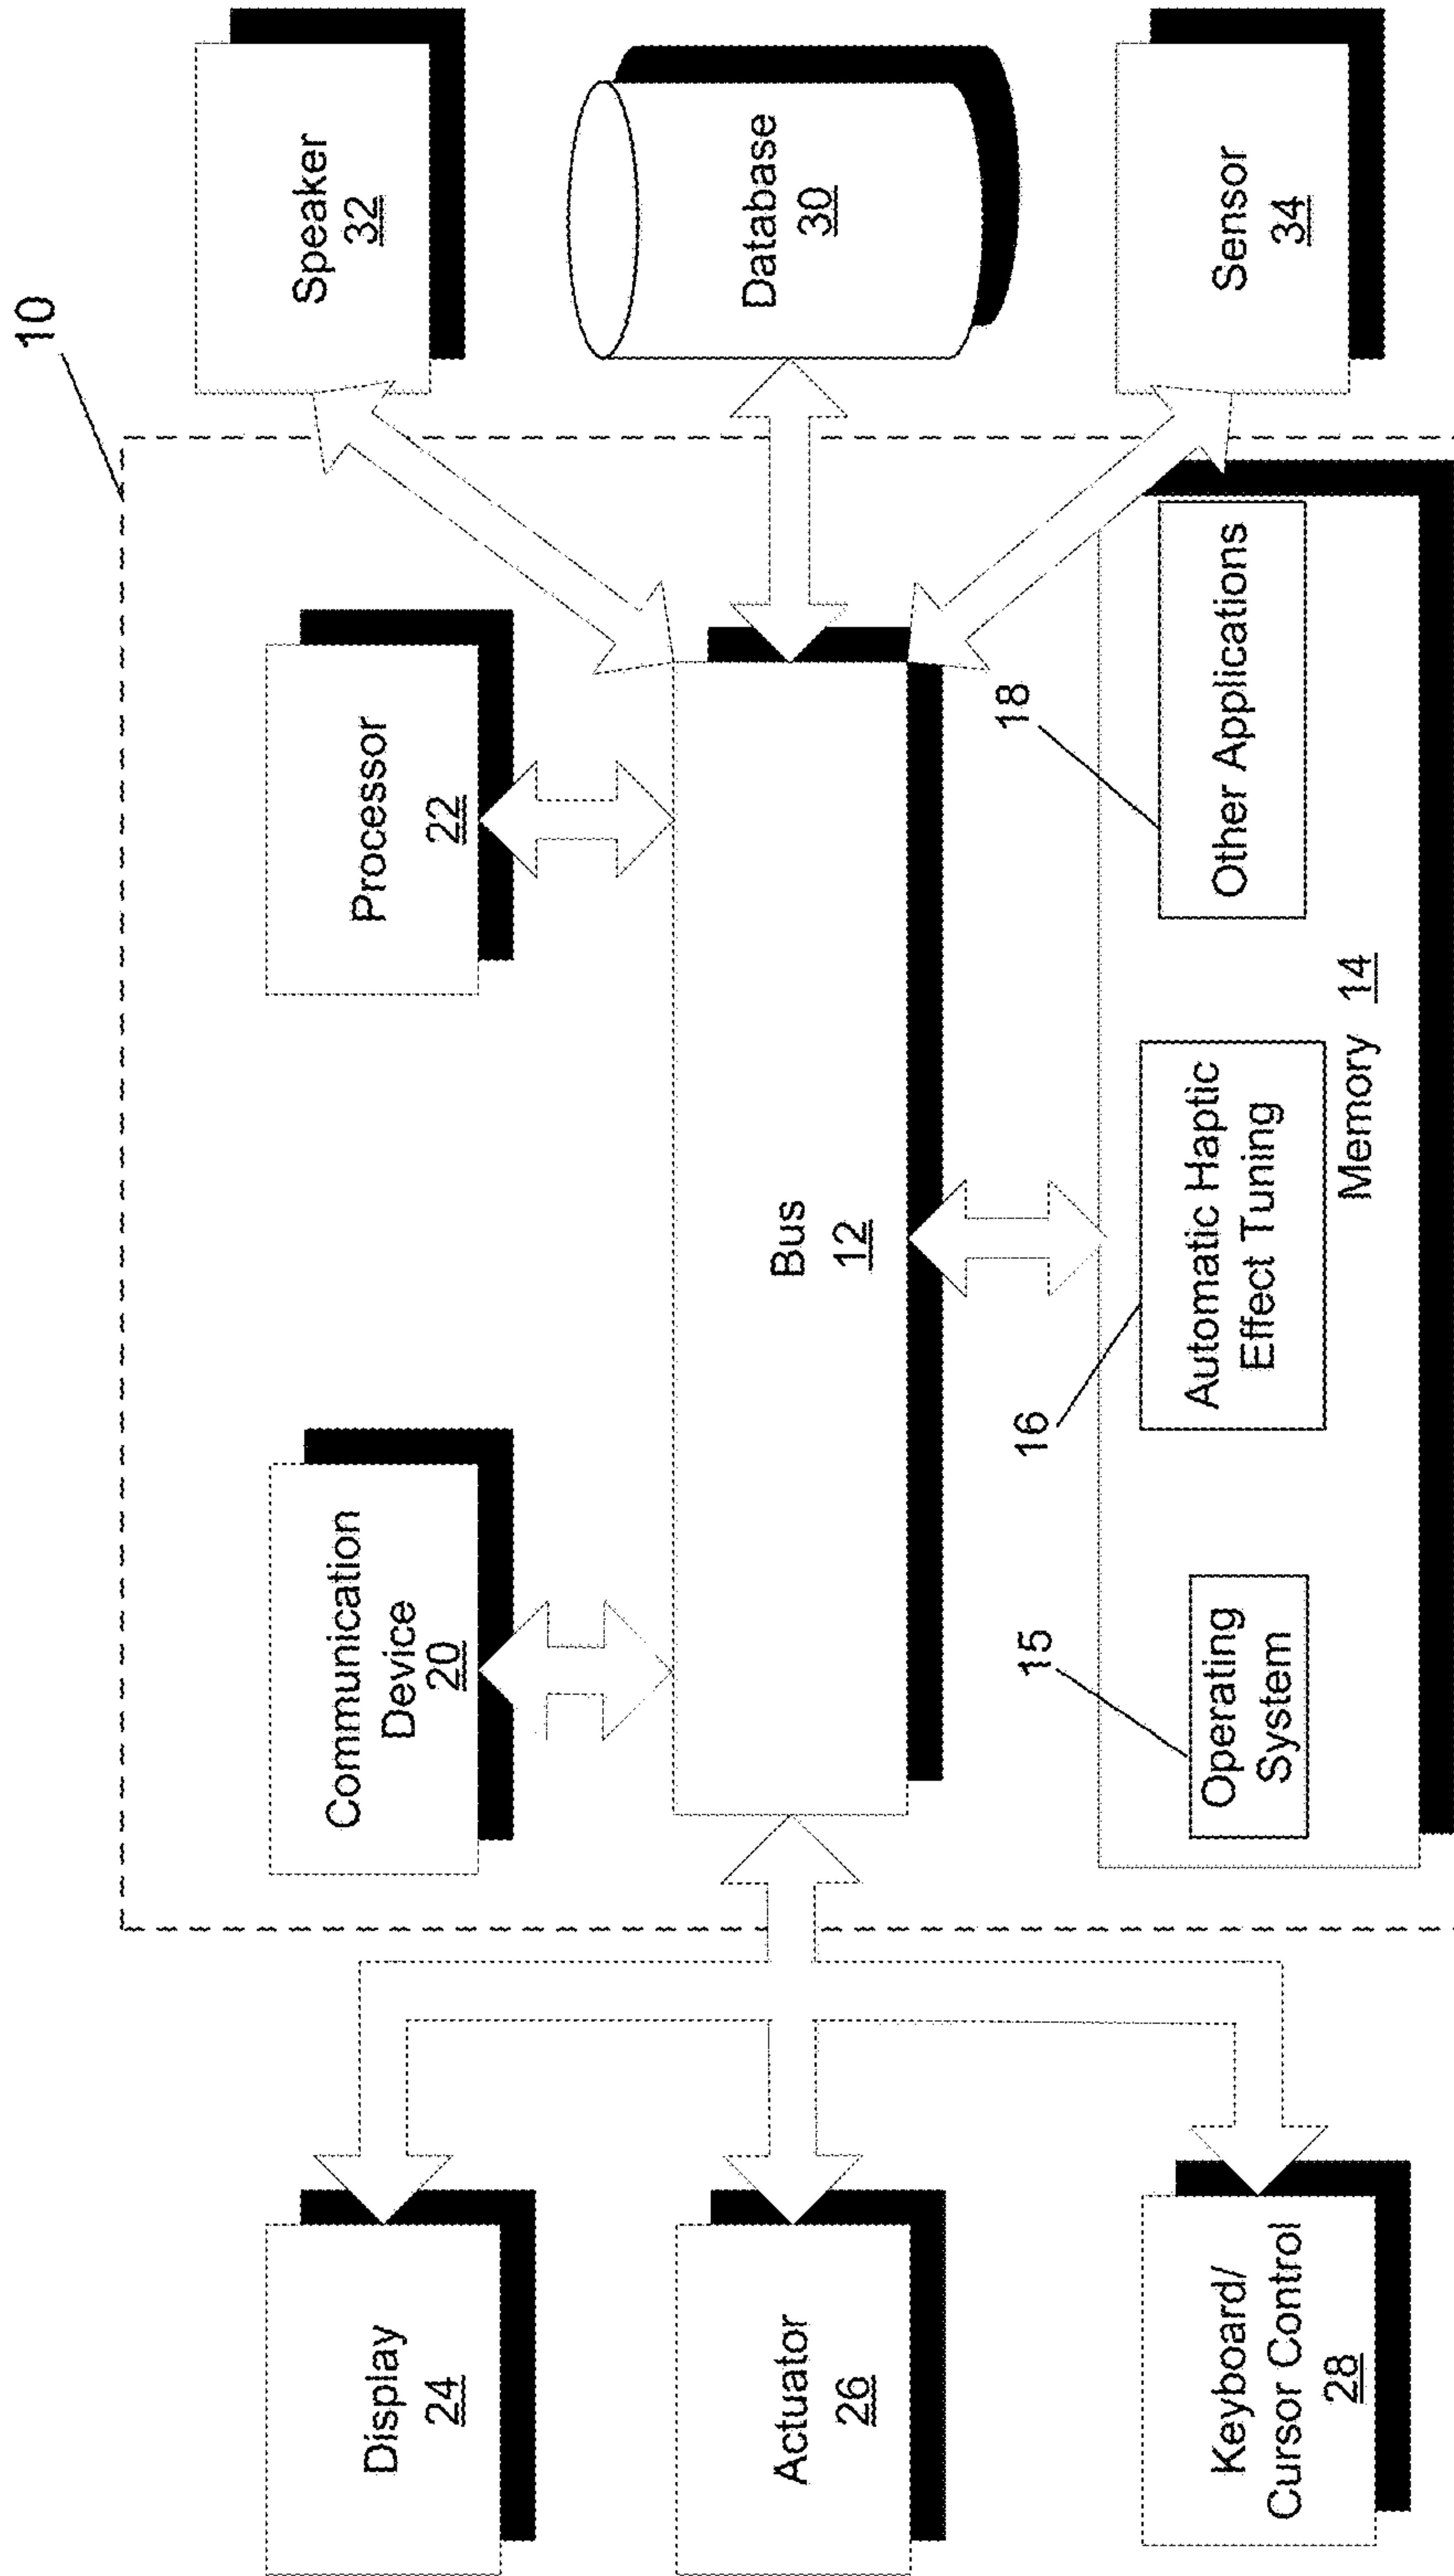 10
Display
24
Actuator
26
Keyboard/
Cursor Control
28
Communication
Device
20
Processor
22
Bus
12
15
Operating
System
16
Automatic Haptic
Effect Tuning
18
Other Applications
Memory 14
Speaker
32
Database
30
Sensor
34